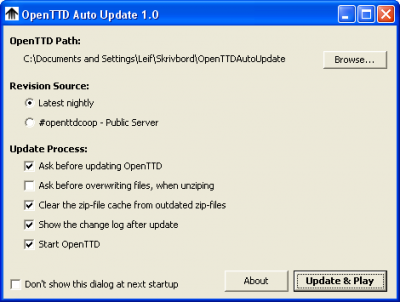 OpenTTD Auto Update 1.0
OpenTTD Path:
C:\Documents and Settings\Leif\Skrivbord\OpenTTDAutoUpdate
Browse...
Revision Source:
Latest nightly
#openttdcoop - Public Server
Update Process:
Ask before updating OpenTTD
Ask before overwriting files, when unziping
Clear the zip-file cache from outdated zip-files
Show the change log after update
Start OpenTTD
Don't show this dialog at next startup
About
Update & Play